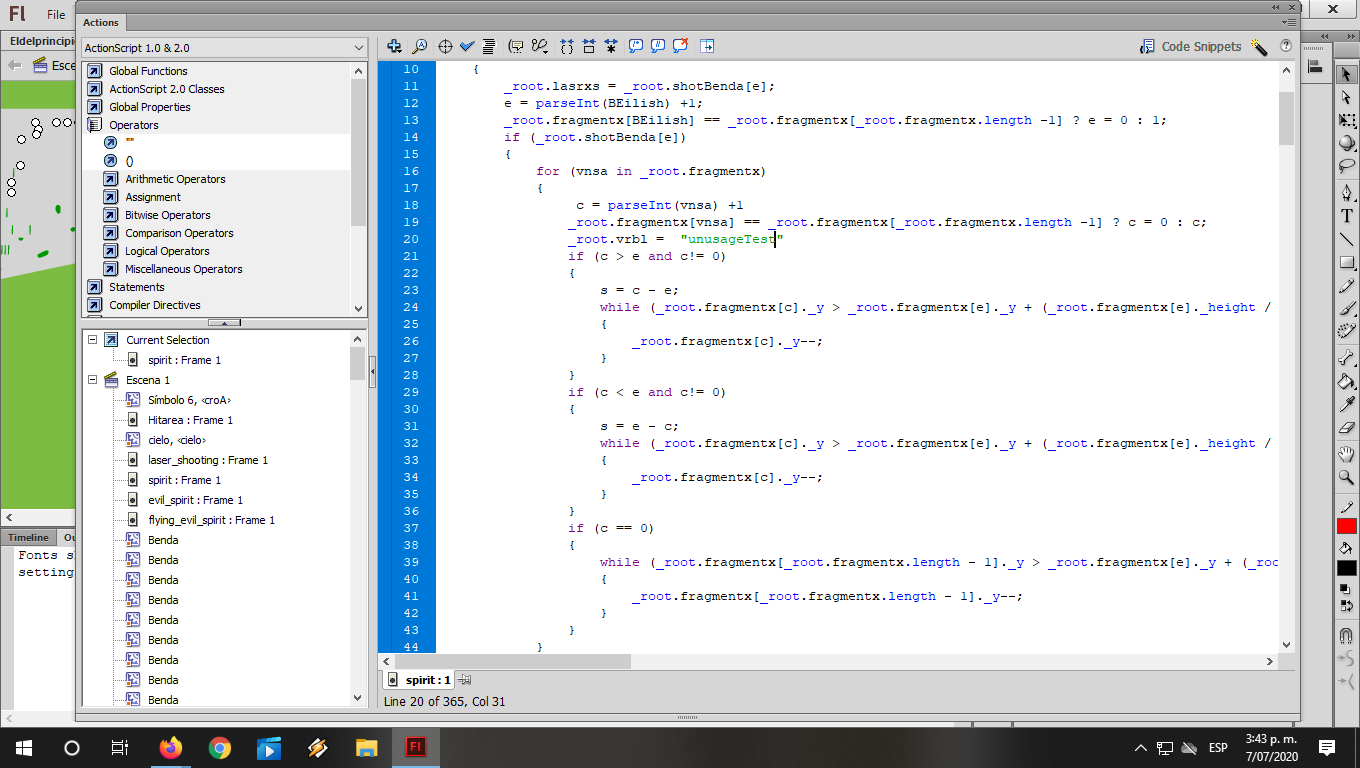 Fl File
Actions
Eldelprincipi
Esce
ActionScript 1.0 & 2.0
Global Functions
ActionScript 2.0 Classes
Global Properties
Operators
""
()
Arithmetic Operators
Assignment
Bitwise Operators
Comparison Operators
Logical Operators
Miscellaneous Operators
Statements
Compiler Directives
Current Selection
spirit : Frame 1
Escena 1
Símbolo 6, <croA>
Hitarea : Frame 1
cielo, <cielo>
laser_shooting : Frame 1
spirit : Frame 1
evil_spirit : Frame 1
flying_evil_spirit : Frame 1
Benda
Benda
Benda
Benda
Benda
Benda
Benda
Benda
Benda
Timeline Ou
Fonts s
setting
Code Snippets
10 {
11 _root.lasrxs = _root.shotBenda[e];
12 e = parseInt(BEilish) +1;
13 _root.fragmentx[BEilish] == _root.fragmentx[_root.fragmentx.length -1] ? e = 0 : 1;
14 if (_root.shotBenda[e])
15 {
16 for (vnsa in _root.fragmentx)
17 {
18 c = parseInt(vnsa) +1
19 _root.fragmentx[vnsa] == _root.fragmentx[_root.fragmentx.length -1] ? c = 0 : c;
20 _root.vrbl =  "unusageTest"
21 if (c > e and c!= 0)
22 {
23 s = c - e;
24 while (_root.fragmentx[c]._y > _root.fragmentx[e]._y + (_root.fragmentx[e]._height /
25 {
26 _root.fragmentx[c]._y--;
27 }
28 }
29 if (c < e and c!= 0)
30 {
31 s = e - c;
32 while (_root.fragmentx[c]._y > _root.fragmentx[e]._y + (_root.fragmentx[e]._height /
33 {
34 _root.fragmentx[c]._y--;
35 }
36 }
37 if (c == 0)
38 {
39 while (_root.fragmentx[_root.fragmentx.length - 1]._y > _root.fragmentx[e]._y + (_roo
40 {
41 _root.fragmentx[_root.fragmentx.length - 1]._y--;
42 }
43 }
44 }
spirit : 1
Line 20 of 365, Col 31
Fl
ESP
3:43 p. m.
7/07/2020